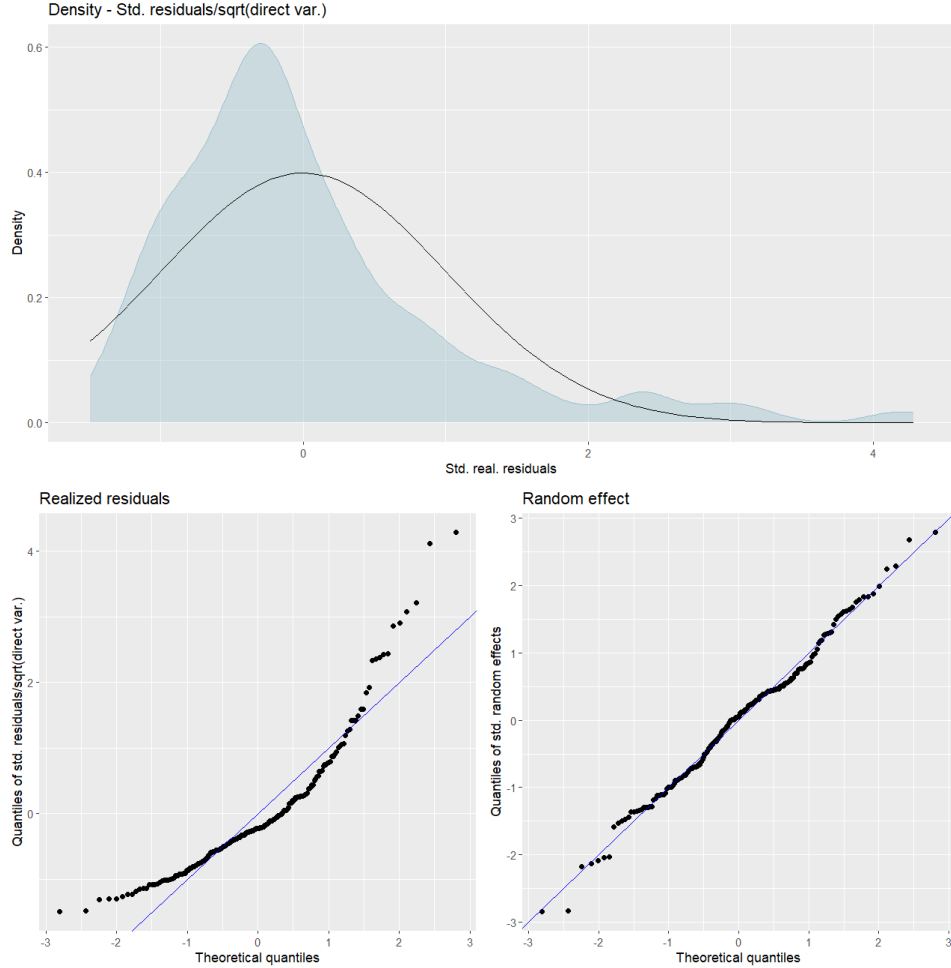 Density - Std. residuals/sqrt(direct var.)
Density
0.6
0.4
0.2
0.0
0 2 4
Std. real. residuals
Realized residuals
Quantiles of std. residuals/sqrt(direct var.)
4
2
0
-3 -2 -1 0 1 2 3
Theoretical quantiles
Random effect
Quantiles of std. random effects
3
2
1
0
-1
-2
-3
-3 -2 -1 0 1 2 3
Theoretical quantiles